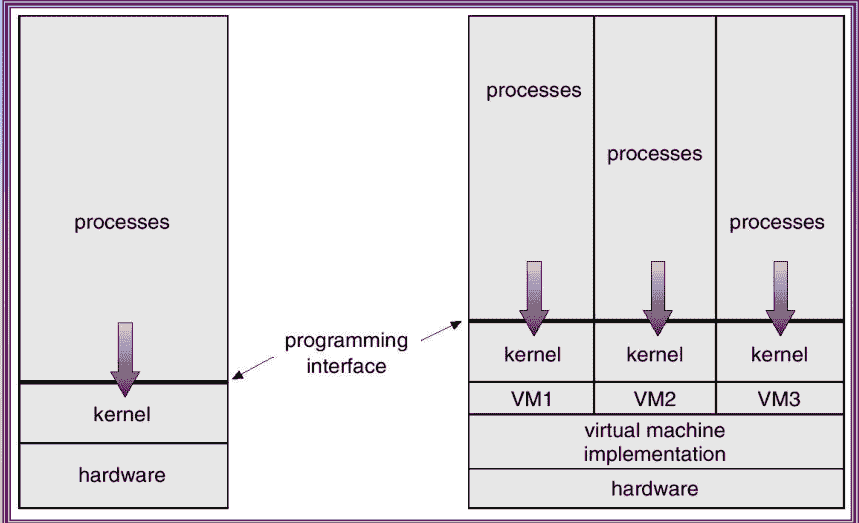 processes
kernel
hardware
programming
interface
processes
processes
processes
kernel
kernel
kernel
VM1
VM2
VM3
virtual machine
implementation
hardware